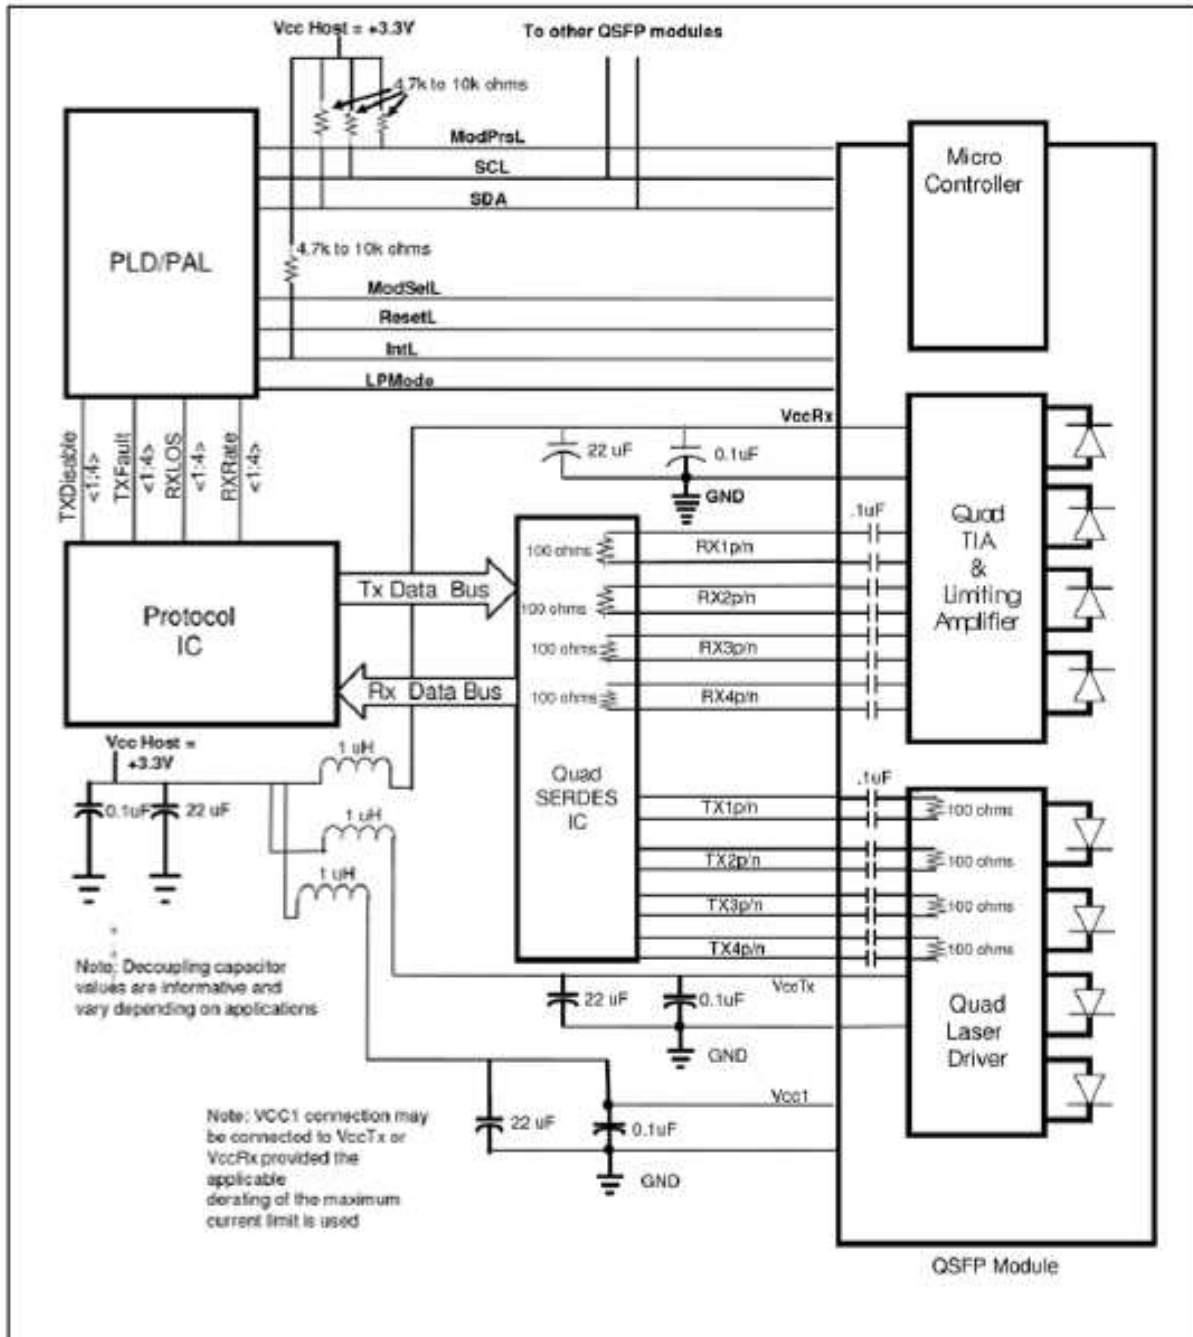 Vcc Host = +3.3V
To other QSFP modules
4.7k to 10k ohms
ModPrsL
SCL
SDA
Micro
Controller
PLD/PAL
4.7k to 10k ohms
ModSelL
ResetL
IntL
LPMode
TXDisable
<1:4>
TXFault
<1:4>
RXLOS
<1:4>
RXRate
<1:4>
VccRx
22 uF
0.1uF
GND
.1uF
Quad
TIA
&
Limiting
Amplifier
100 ohms
RX1p/n
100 ohms
RX2p/n
100 ohms
RX3p/n
100 ohms
RX4p/n
Protocol
IC
Tx Data Bus
Rx Data Bus
Vcc Host =
+3.3V
0.1uF
22 uF
1 uH
1 uH
1 uH
Quad
SERDES
IC
.1uF
TX1p/n
100 ohms
TX2p/n
100 ohms
TX3p/n
100 ohms
TX4p/n
100 ohms
Note: Decoupling capacitor
values are informative and
vary depending on applications
22 uF
0.1uF
VccTx
GND
Quad
Laser
Driver
Vcc1
22 uF
0.1uF
GND
Note: VCC1 connection may
be connected to VccTx or
VccRx provided the
applicable
derating of the maximum
current limit is used
QSFP Module